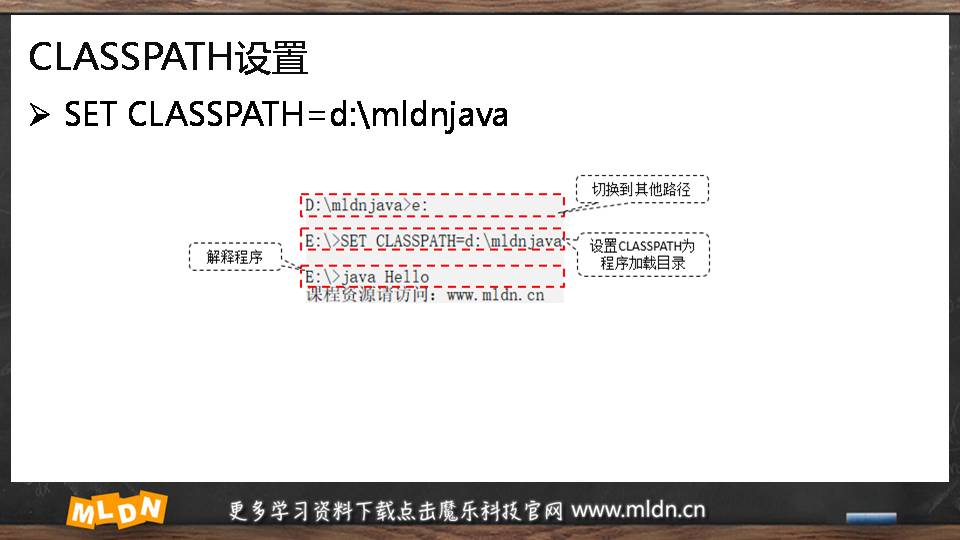 CLASSPATH设置
SET CLASSPATH=d:\mldnjava
切换到其他路径
D:\mldnjava>e:
E:\>SET CLASSPATH=d:\mldnjava
设置CLASSPATH为
程序加载目录
解释程序
E:\>java Hello
课程资源请访问：www.mldn.cn
MLDN
更多学习资料下载点击魔乐科技官网 www.mldn.cn